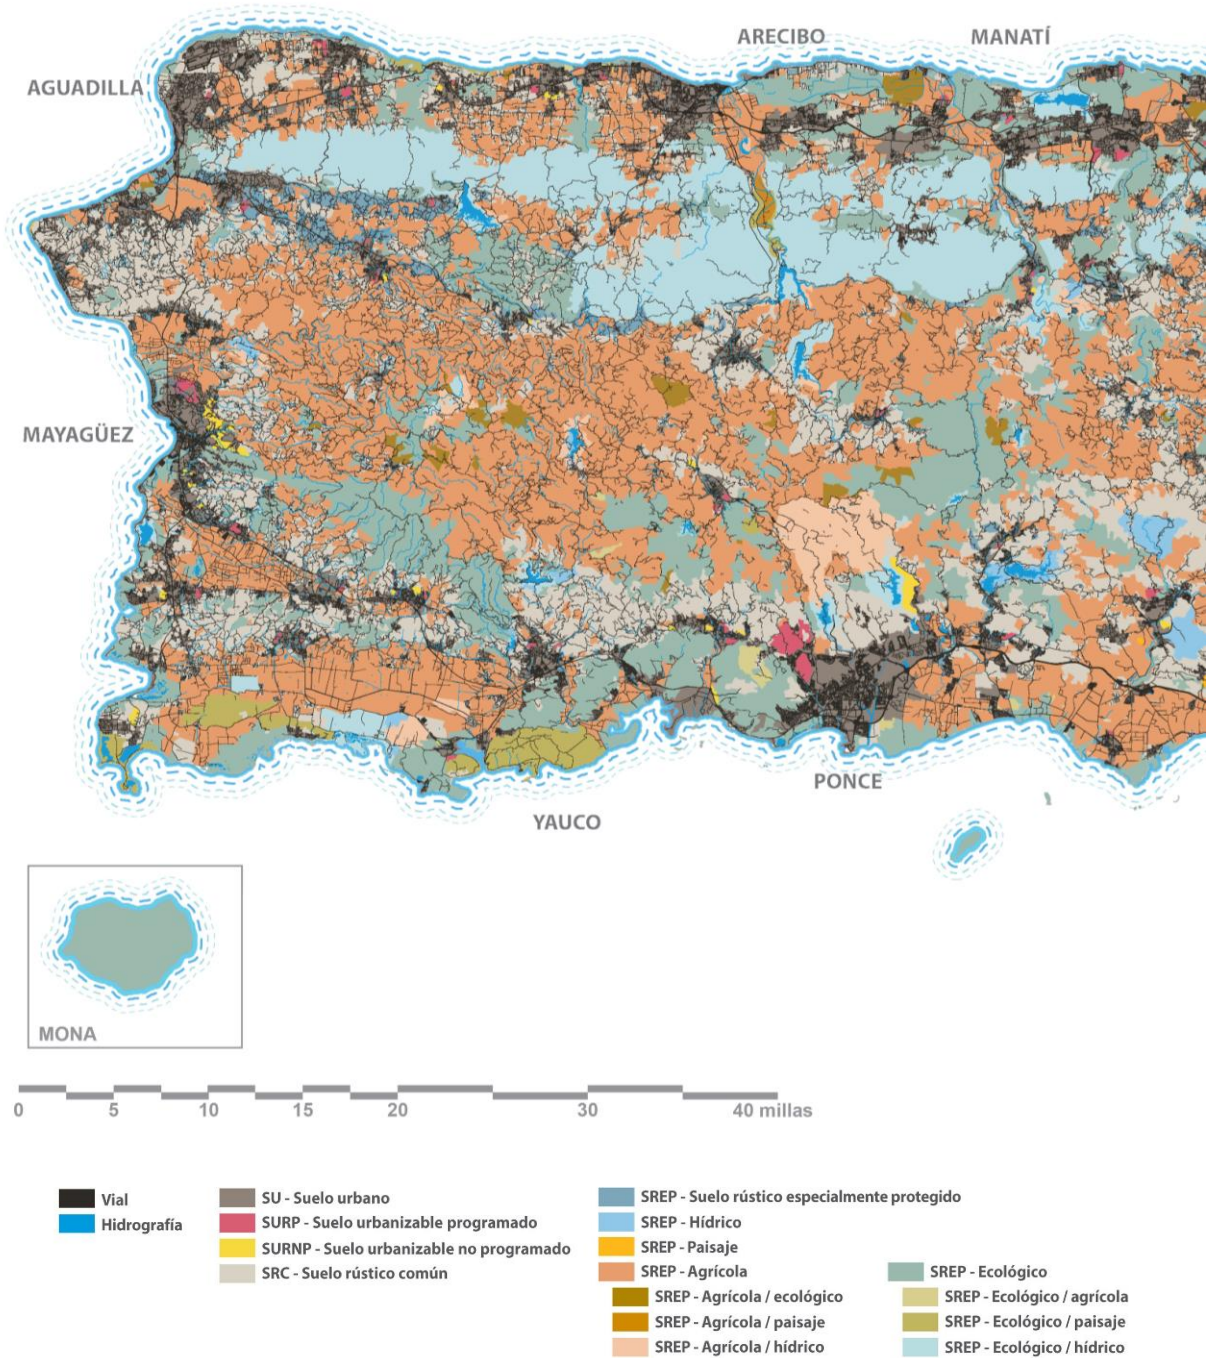 ARECIBO
MANATÍ
AGUADILLA
MAYAGÜEZ
PONCE
YAUCO
MONA
0 5 10 15 20 30 40 millas
Vial
Hidrografía
SU - Suelo urbano
SURP - Suelo urbanizable programado
SURNP - Suelo urbanizable no programado
SRC - Suelo rústico común
SREP - Suelo rústico especialmente protegido
SREP - Hídrico
SREP - Paisaje
SREP - Agrícola
SREP - Agrícola / ecológico
SREP - Agrícola / paisaje
SREP - Agrícola / hídrico
SREP - Ecológico
SREP - Ecológico / agrícola
SREP - Ecológico / paisaje
SREP - Ecológico / hídrico